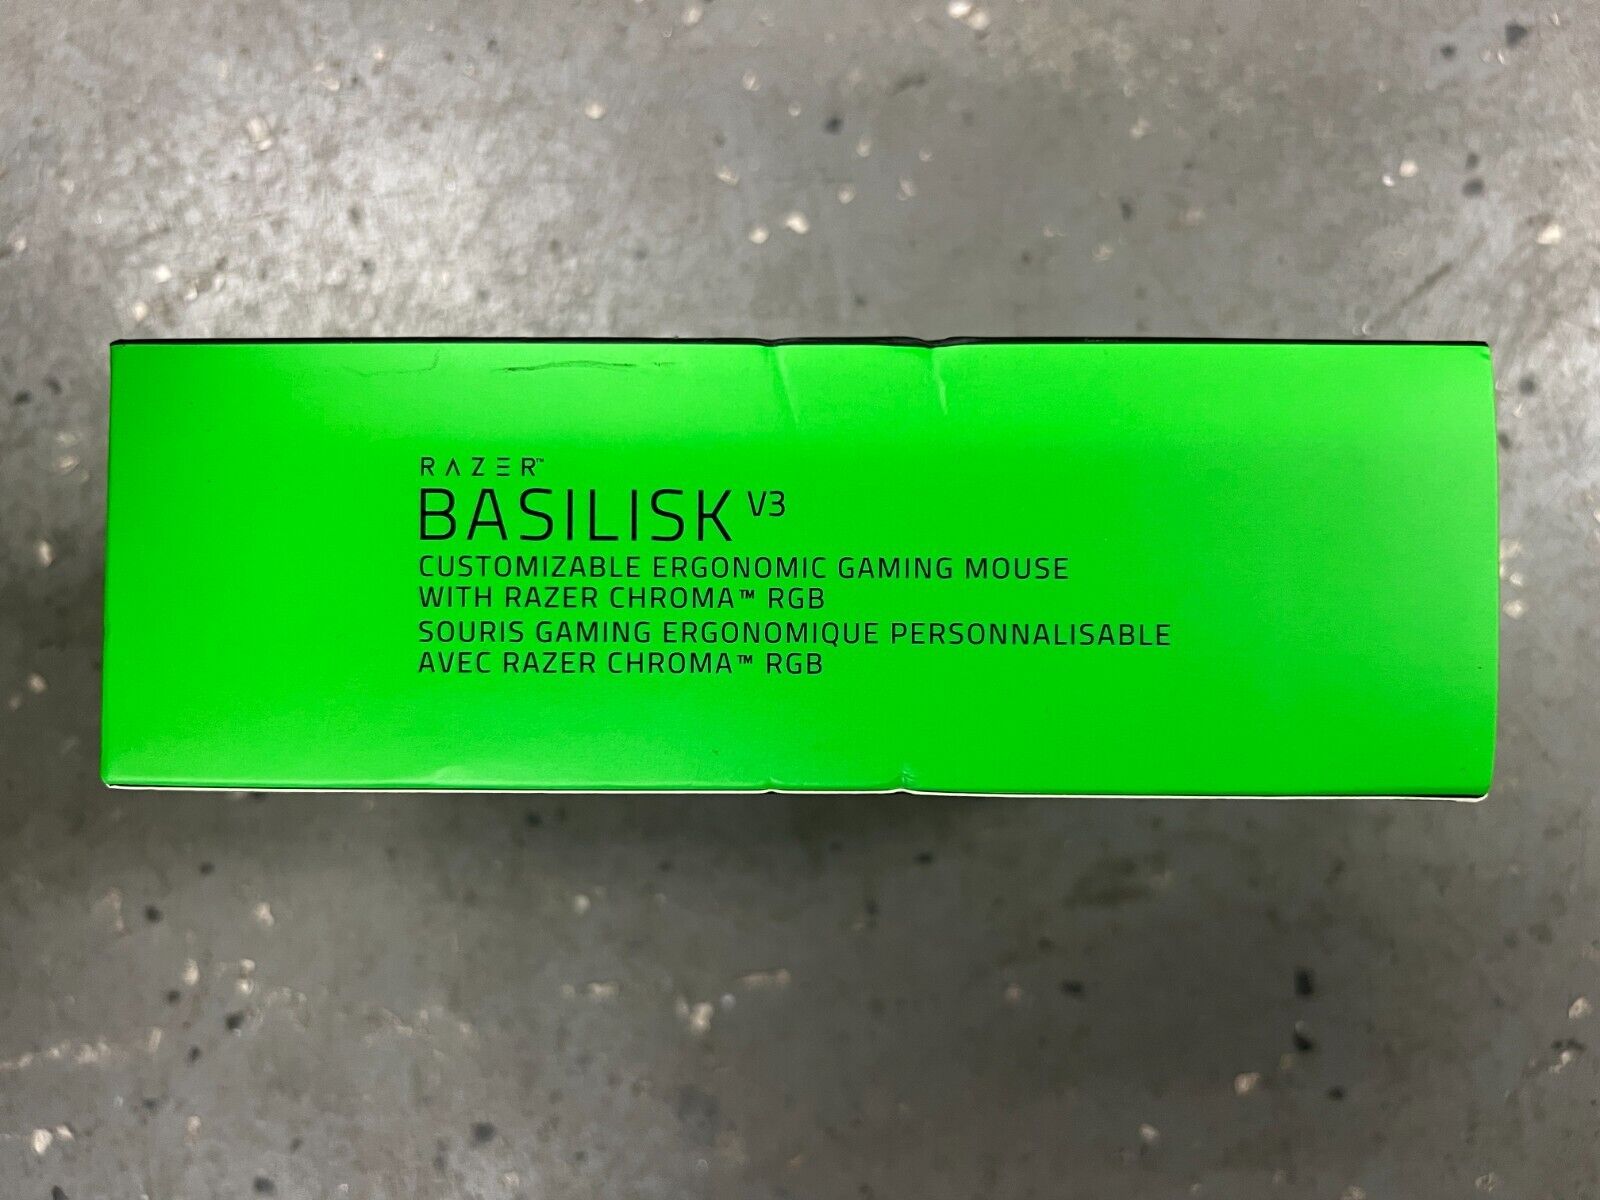 RAZER™
BASILISK V3
CUSTOMIZABLE ERGONOMIC GAMING MOUSE
WITH RAZER CHROMA™ RGB
SOURIS GAMING ERGONOMIQUE PERSONNALISABLE
AVEC RAZER CHROMA™ RGB